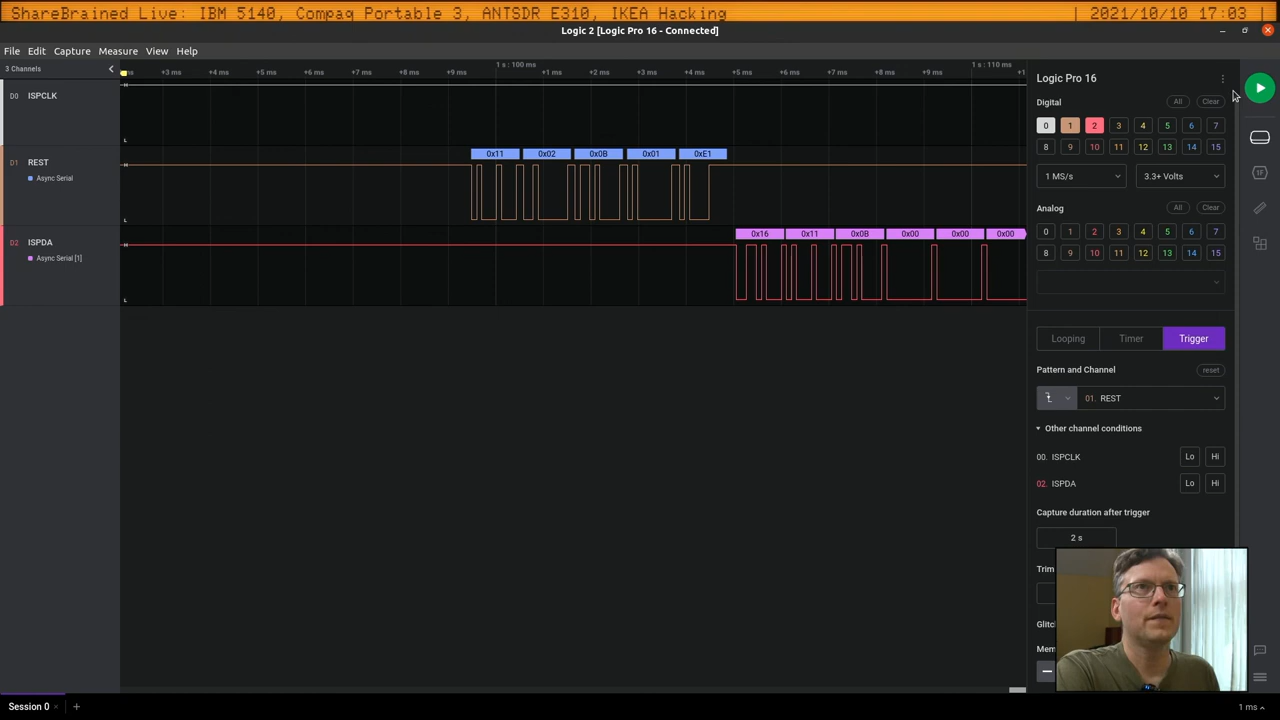 ShareBrained Live: IBM 5140, Compaq Portable 3, ANTSDR E310, IKEA Hacking | 2021/10/10 17:03 |
Logic 2 [Logic Pro 16 - Connected]
File Edit Capture Measure View Help
3 Channels
+3 ms +4 ms +5 ms +6 ms +7 ms +8 ms +9 ms 1 s : 100 ms +1 ms +2 ms +3 ms +4 ms +5 ms +6 ms +7 ms +8 ms +9 ms 1 s : 110 ms
D0 ISPCLK
H
L
D1 REST
Async Serial
H
L
0x11 0x02 0x0B 0x01 0xE1
D2 ISPDA
Async Serial [1]
H
L
0x16 0x11 0x0B 0x00 0x00 0x00
Logic Pro 16
Digital All Clear
0 1 2 3 4 5 6 7
8 9 10 11 12 13 14 15
1 MS/s 3.3+ Volts
Analog All Clear
0 1 2 3 4 5 6 7
8 9 10 11 12 13 14 15
Looping Timer Trigger
Pattern and Channel reset
01. REST
Other channel conditions
00. ISPCLK Lo Hi
02. ISPDA Lo Hi
Capture duration after trigger
2 s
Trim
Glitc
Mem
1F
Session 0
1 ms